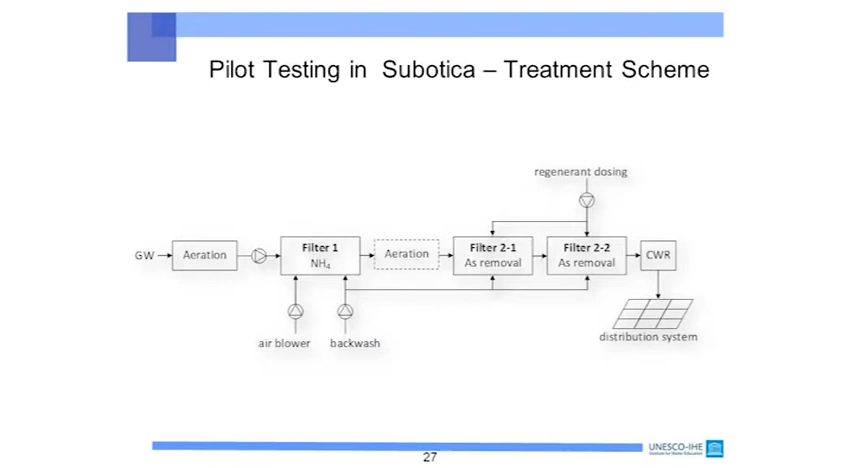 Pilot Testing in Subotica – Treatment Scheme
regenerant dosing
GW
Aeration
Filter 1
NH₄
Aeration
Filter 2-1
As removal
Filter 2-2
As removal
CWR
air blower
backwash
distribution system
UNESCO-IHE
Institute for Water Education
27